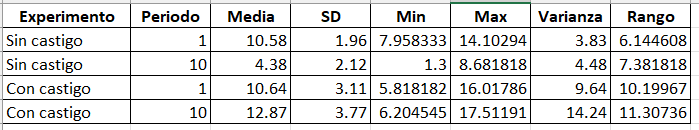 Experimento Periodo Media SD Min Max Varianza Rango
Sin castigo 1 10.58 1.96 7.958333 14.10294 3.83 6.144608
Sin castigo 10 4.38 2.12 1.3 8.681818 4.48 7.381818
Con castigo 1 10.64 3.11 5.818182 16.01786 9.64 10.19967
Con castigo 10 12.87 3.77 6.204545 17.51191 14.24 11.30736